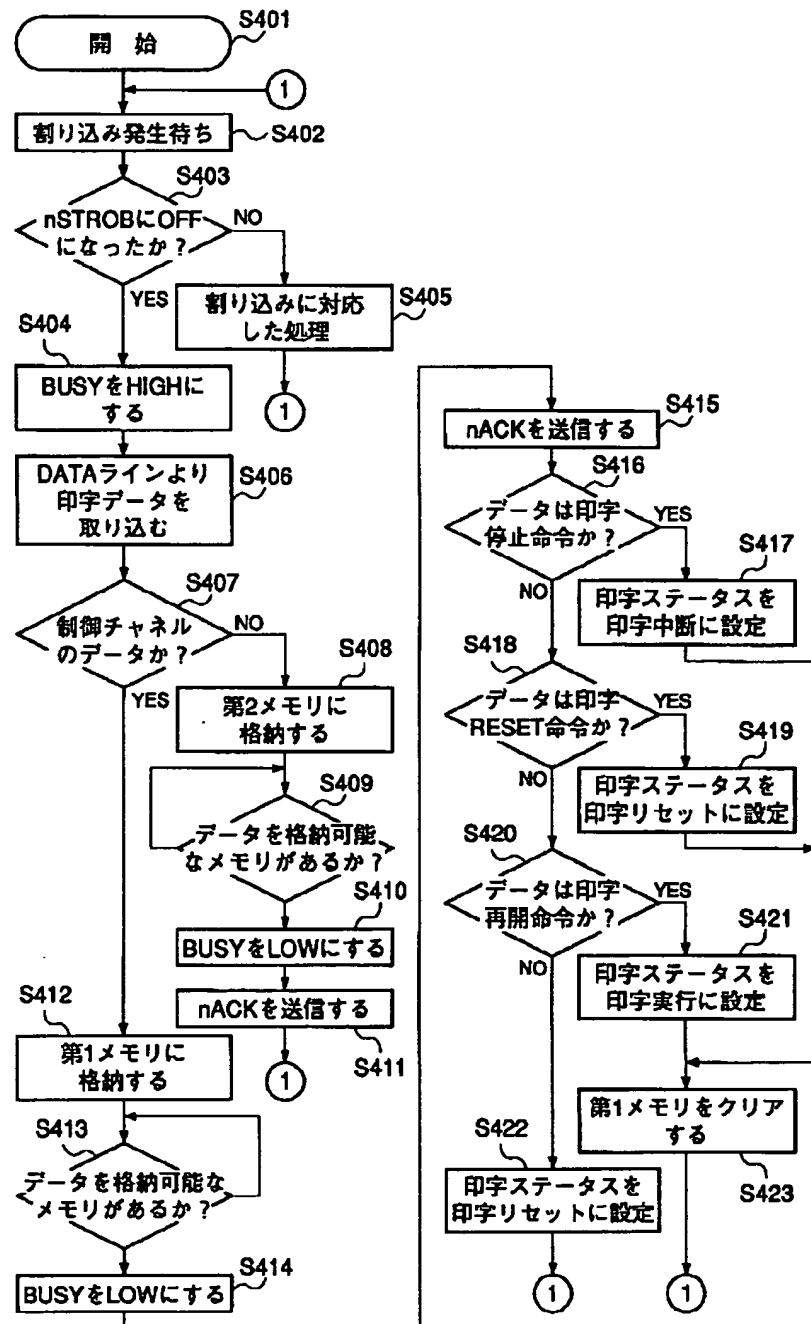 S401
開 始
1
割り込み発生待ち
S402
S403
nSTROBにOFF
になったか?
NO
YES
S404
BUSYをHIGHに
する
割り込みに対応
した処理
S405
1
DATAラインより
印字データを
取り込む
S406
S407
制御チャネル
のデータか?
NO
YES
S408
第2メモリに
格納する
S409
データを格納可能
なメモリがあるか?
S410
BUSYをLOWにする
nACKを送信する
S411
1
S412
第1メモリに
格納する
S413
データを格納可能な
メモリがあるか?
S414
BUSYをLOWにする
S415
nACKを送信する
S416
データは印字
停止命令か?
YES
NO
S417
印字ステータスを
印字中断に設定
S418
データは印字
RESET命令か?
YES
NO
S419
印字ステータスを
印字リセットに設定
S420
データは印字
再開命令か?
YES
NO
S421
印字ステータスを
印字実行に設定
第1メモリをクリア
する
S423
S422
印字ステータスを
印字リセットに設定
1
1